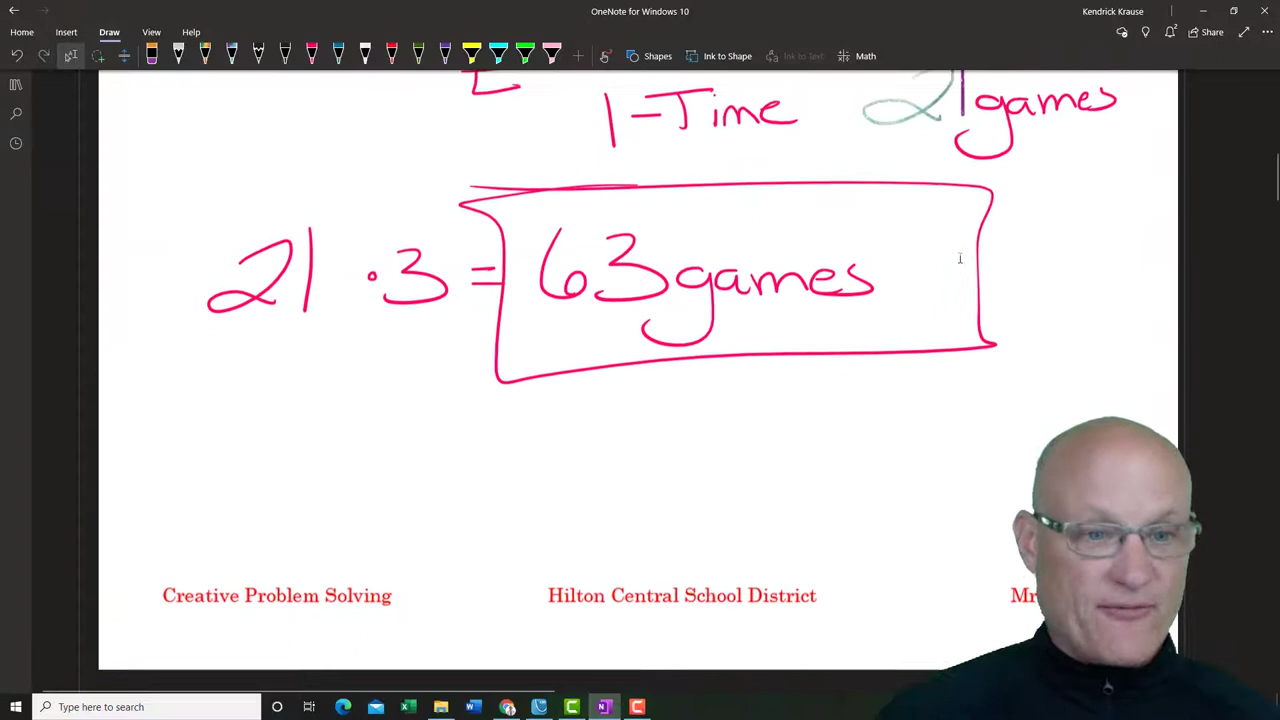 OneNote for Windows 10
Kendrick Krause
Home Insert Draw View Help
Share
Shapes Ink to Shape Ink to Text Math
1-Time 21 games
21 · 3 = 63 games
Creative Problem Solving Hilton Central School District
Type here to search